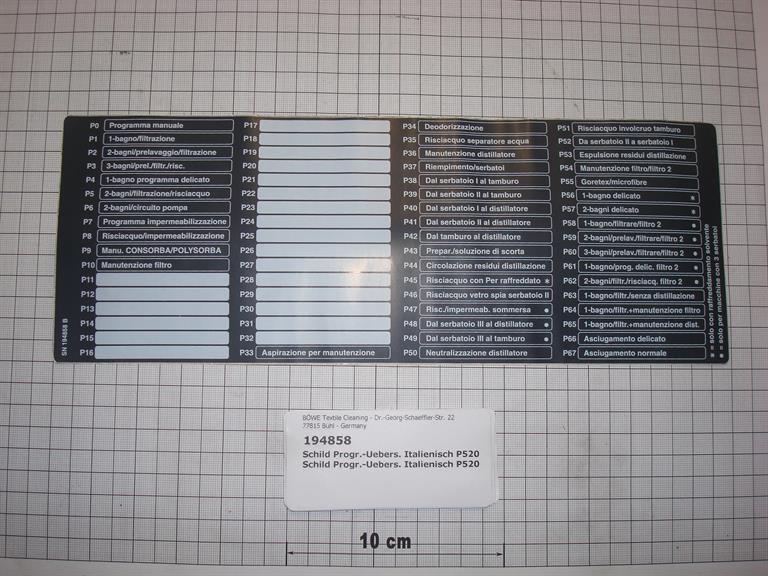 P0 Programma manuale
P1 1-bagno/filtrazione
P2 2-bagni/prelavaggio/filtrazione
P3 3-bagni/prel./filtr./risc.
P4 1-bagno programma delicato
P5 2-bagni/filtrazione/risciacquo
P6 2-bagni/circuito pompa
P7 Programma impermeabilizzazione
P8 Risciacquo/impermeabilizzazione
P9 Manu. CONSORBA/POLYSORBA
P10 Manutenzione filtro
P11
P12
P13
P14
P15
P16
P17
P18
P19
P20
P21
P22
P23
P24
P25
P26
P27
P28
P29
P30
P31
P32
P33 Aspirazione per manutenzione
P34 Deodorizzazione
P35 Risciacquo separatore acqua
P36 Manutenzione distillatore
P37 Riempimento/serbatoi
P38 Dal serbatoio I al tamburo
P39 Dal serbatoio II al tamburo
P40 Dal serbatoio I al distillatore
P41 Dal serbatoio II al distillatore
P42 Dal tamburo al distillatore
P43 Prepar./soluzione di scorta
P44 Circolazione residui distillazione
P45 Risciacquo con Per raffreddato *
P46 Risciacquo vetro spia serbatoio II
P47 Risc./impermeab. sommersa •
P48 Dal serbatoio III al distillatore •
P49 Dal serbatoio III al tamburo •
P50 Neutralizzazione distillatore
P51 Risciacquo involcruo tamburo
P52 Da serbatoio II a serbatoio I
P53 Espulsione residui distillazione
P54 Manutenzione filtro/filtro 2
P55 Goretex/microfibre
P56 1-bagno delicato *
P57 2-bagni delicato *
P58 1-bagno/filtrare/filtro 2 •
P59 2-bagni/prelav./filtrare/filtro 2 •
P60 3-bagni/prelav./filtrare/filtro 2 •
P61 1-bagno/prog. delic. filtro 2 •
P62 2-bagni/filtr./risciacq. filtro 2 •
P63 1-bagno/filtr./senza distillazione
P64 1-bagno/filtr.+manutenzione filtro
P65 1-bagno/filtr.+manutenzione dist.
P66 Asciugamento delicato
P67 Asciugamento normale
* = solo con raffreddamento solvente
• = solo per macchine con 3 serbatoi
SN 194858 B
BÖWE Textile Cleaning - Dr.-Georg-Schaeffler-Str. 22
77815 Bühl - Germany
194858
Schild Progr.-Uebers. Italienisch P520
Schild Progr.-Uebers. Italienisch P520
10 cm